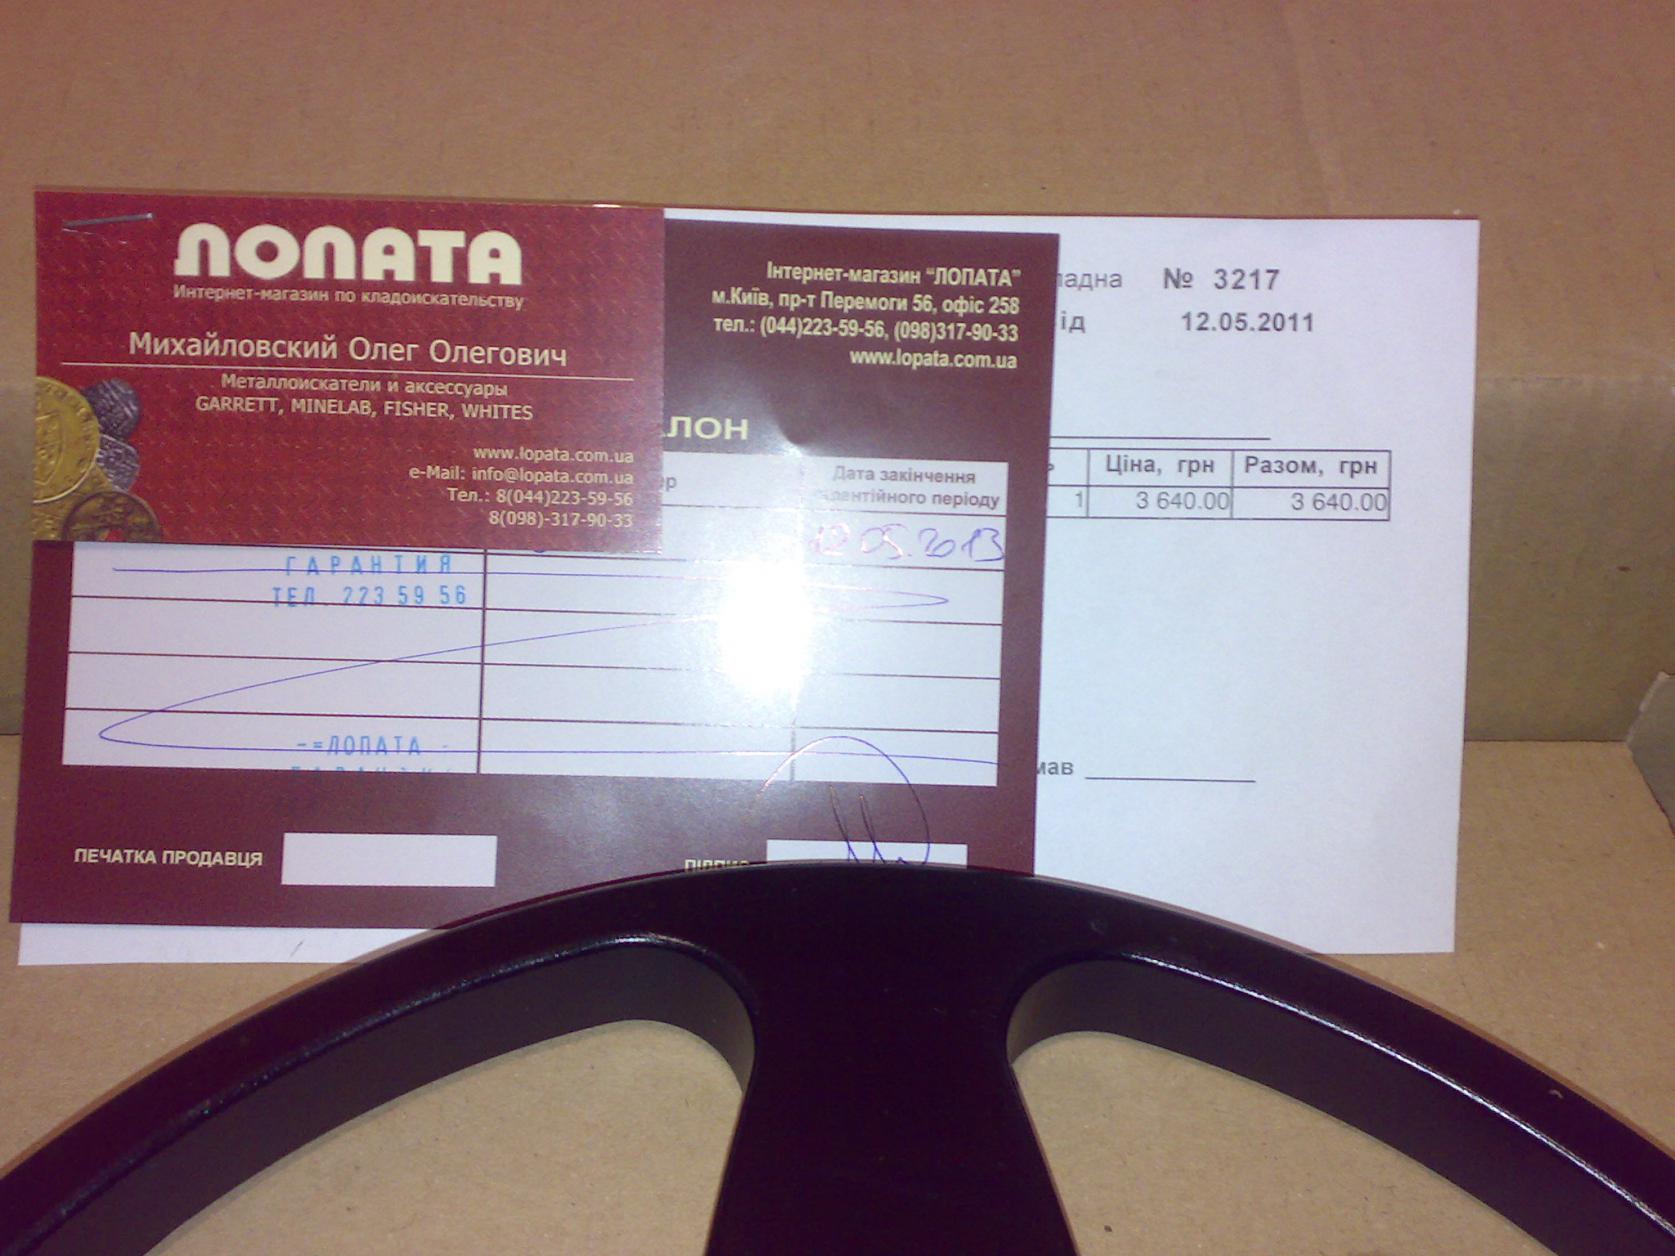 ЛОПАТА
Интернет-магазин по кладоискательству
Михайловский Олег Олегович
Металлоискатели и аксессуары
GARRETT, MINELAB, FISHER, WHITES
www.lopata.com.ua
e-Mail: info@lopata.com.ua
Тел.: 8(044)223-59-56
8(098)-317-90-33
Інтернет-магазин "ЛОПАТА"
м.Київ, пр-т Перемоги 56, офіс 258
тел.: (044)223-59-56, (098)317-90-33
www.lopata.com.ua
ЛОН
Дата закінчення
періоду
12.05.2013
ГАРАНТИЯ
ТЕЛ. 223 59 56
-=ЛОПАТА -
ПЕЧАТКА ПРОДАВЦЯ
ПІДПИС
адна № 3217
ід 12.05.2011
Ціна, грн Разом, грн
1 3 640.00 3 640.00
мав